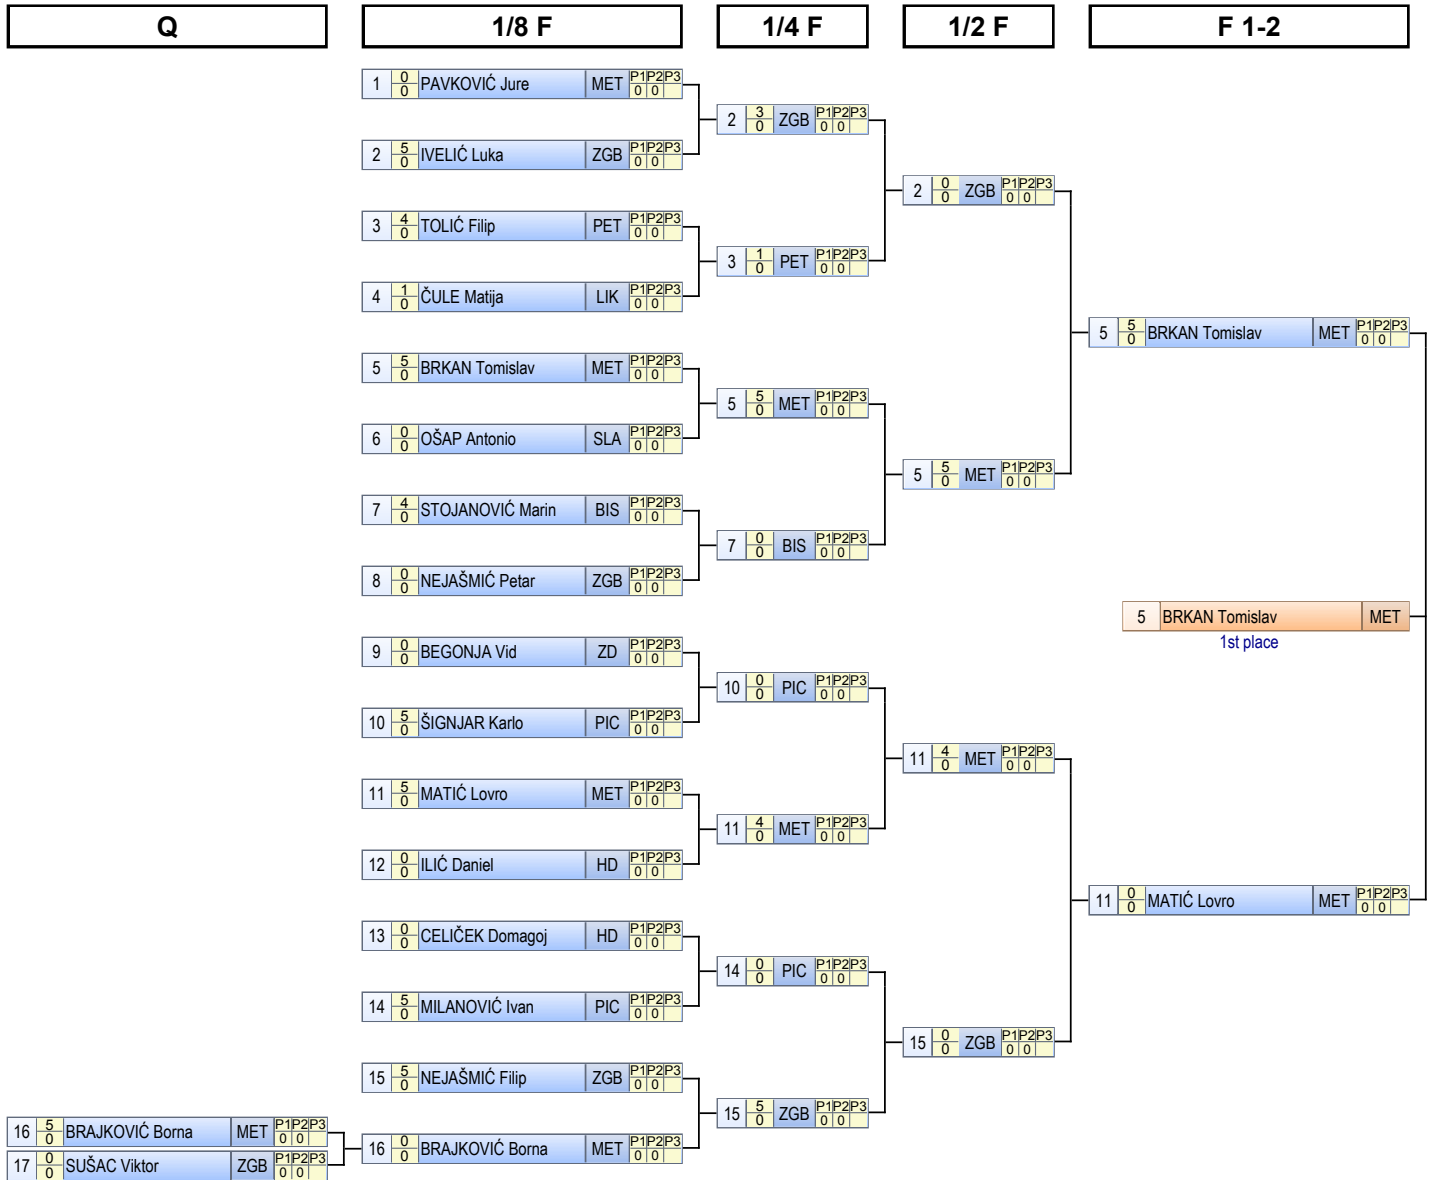 Q 1/8 F 1/4 F 1/2 F F 1-2
1 0 0 PAVKOVIĆ Jure MET P1 P2 P3 0 0
2 3 0 ZGB P1 P2 P3 0 0
2 5 0 IVELIĆ Luka ZGB P1 P2 P3 0 0
2 0 0 ZGB P1 P2 P3 0 0
3 4 0 TOLIĆ Filip PET P1 P2 P3 0 0
3 1 0 PET P1 P2 P3 0 0
4 1 0 ČULE Matija LIK P1 P2 P3 0 0
5 5 0 BRKAN Tomislav MET P1 P2 P3 0 0
5 5 0 BRKAN Tomislav MET P1 P2 P3 0 0
5 5 0 MET P1 P2 P3 0 0
6 0 0 OŠAP Antonio SLA P1 P2 P3 0 0
5 5 0 MET P1 P2 P3 0 0
7 4 0 STOJANOVIĆ Marin BIS P1 P2 P3 0 0
7 0 0 BIS P1 P2 P3 0 0
8 0 0 NEJAŠMIĆ Petar ZGB P1 P2 P3 0 0
5 BRKAN Tomislav MET
1st place
9 0 0 BEGONJA Vid ZD P1 P2 P3 0 0
10 0 0 PIC P1 P2 P3 0 0
10 5 0 ŠIGNJAR Karlo PIC P1 P2 P3 0 0
11 4 0 MET P1 P2 P3 0 0
11 5 0 MATIĆ Lovro MET P1 P2 P3 0 0
11 4 0 MET P1 P2 P3 0 0
12 0 0 ILIĆ Daniel HD P1 P2 P3 0 0
11 0 0 MATIĆ Lovro MET P1 P2 P3 0 0
13 0 0 CELIČEK Domagoj HD P1 P2 P3 0 0
14 0 0 PIC P1 P2 P3 0 0
14 5 0 MILANOVIĆ Ivan PIC P1 P2 P3 0 0
15 0 0 ZGB P1 P2 P3 0 0
15 5 0 NEJAŠMIĆ Filip ZGB P1 P2 P3 0 0
15 5 0 ZGB P1 P2 P3 0 0
16 5 0 BRAJKOVIĆ Borna MET P1 P2 P3 0 0
16 0 0 BRAJKOVIĆ Borna MET P1 P2 P3 0 0
17 0 0 SUŠAC Viktor ZGB P1 P2 P3 0 0